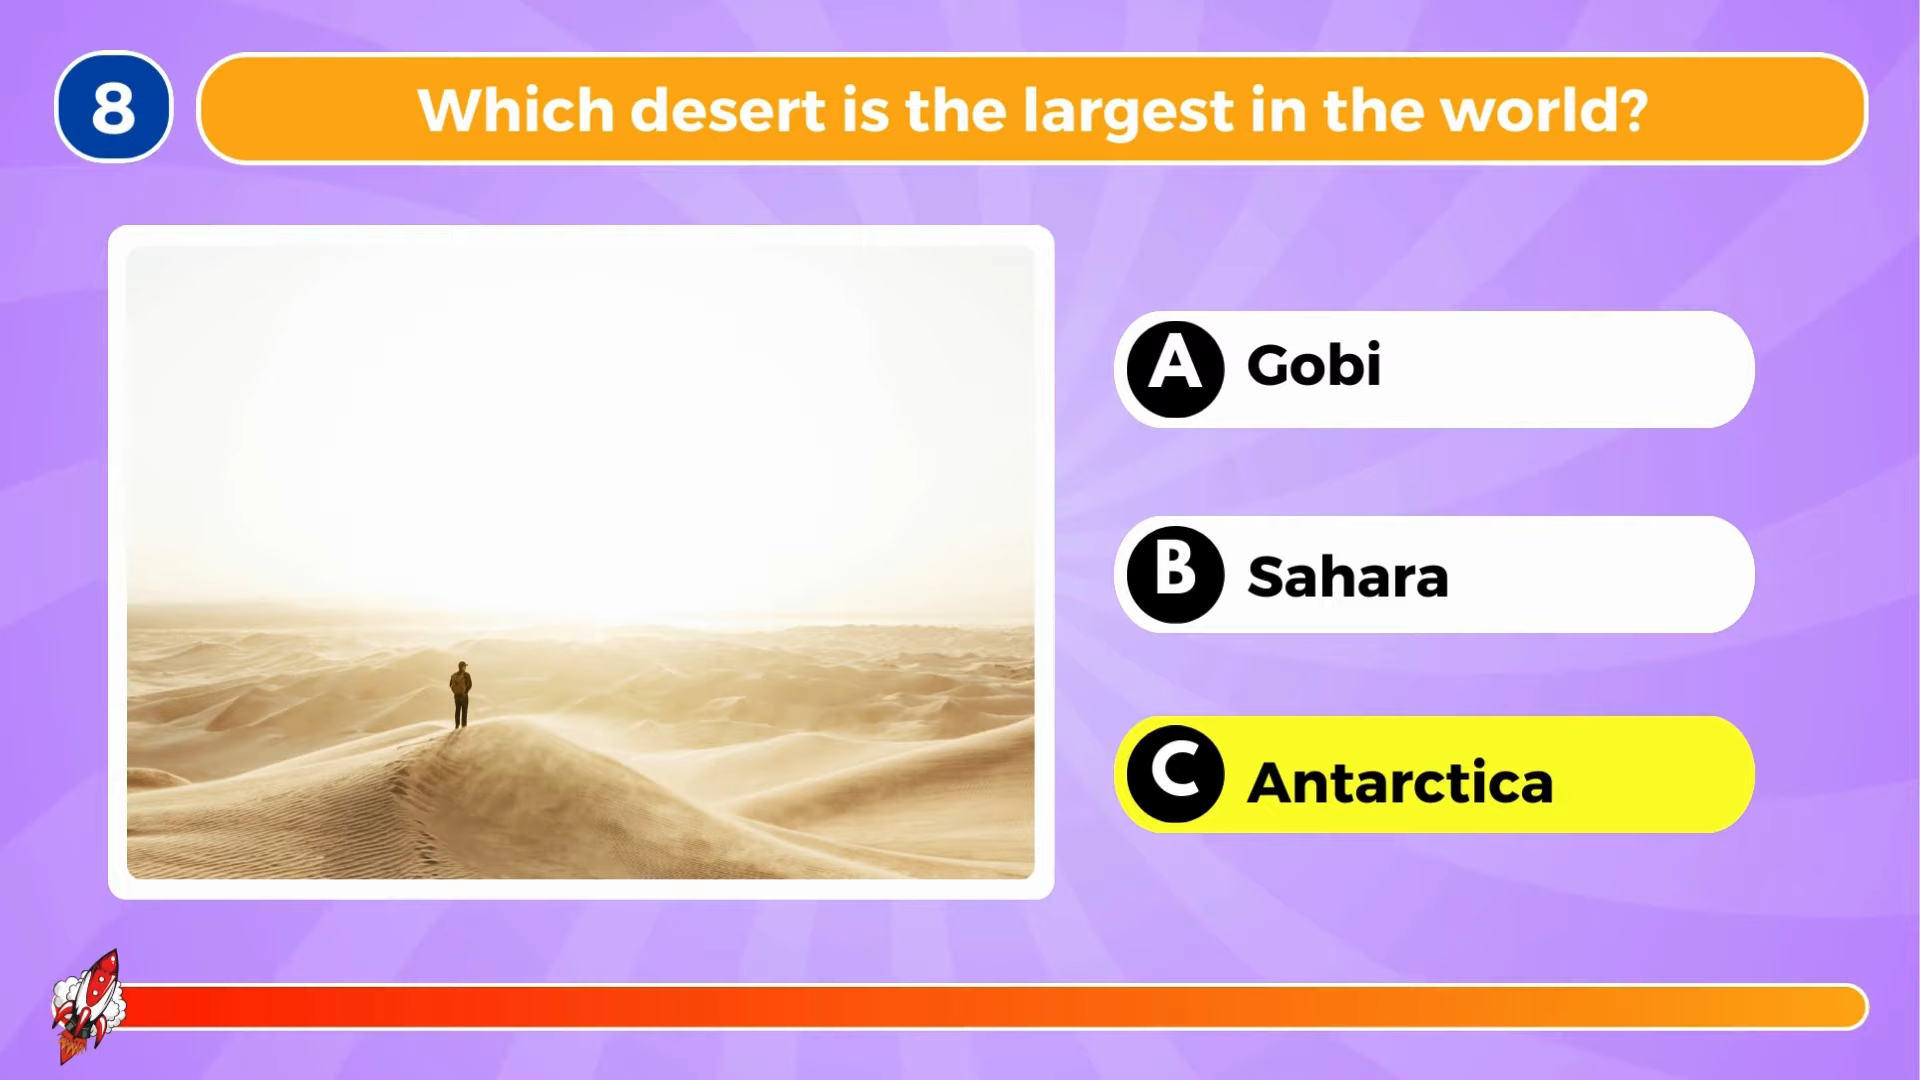 8
Which desert is the largest in the world?
A Gobi
B Sahara
C Antarctica